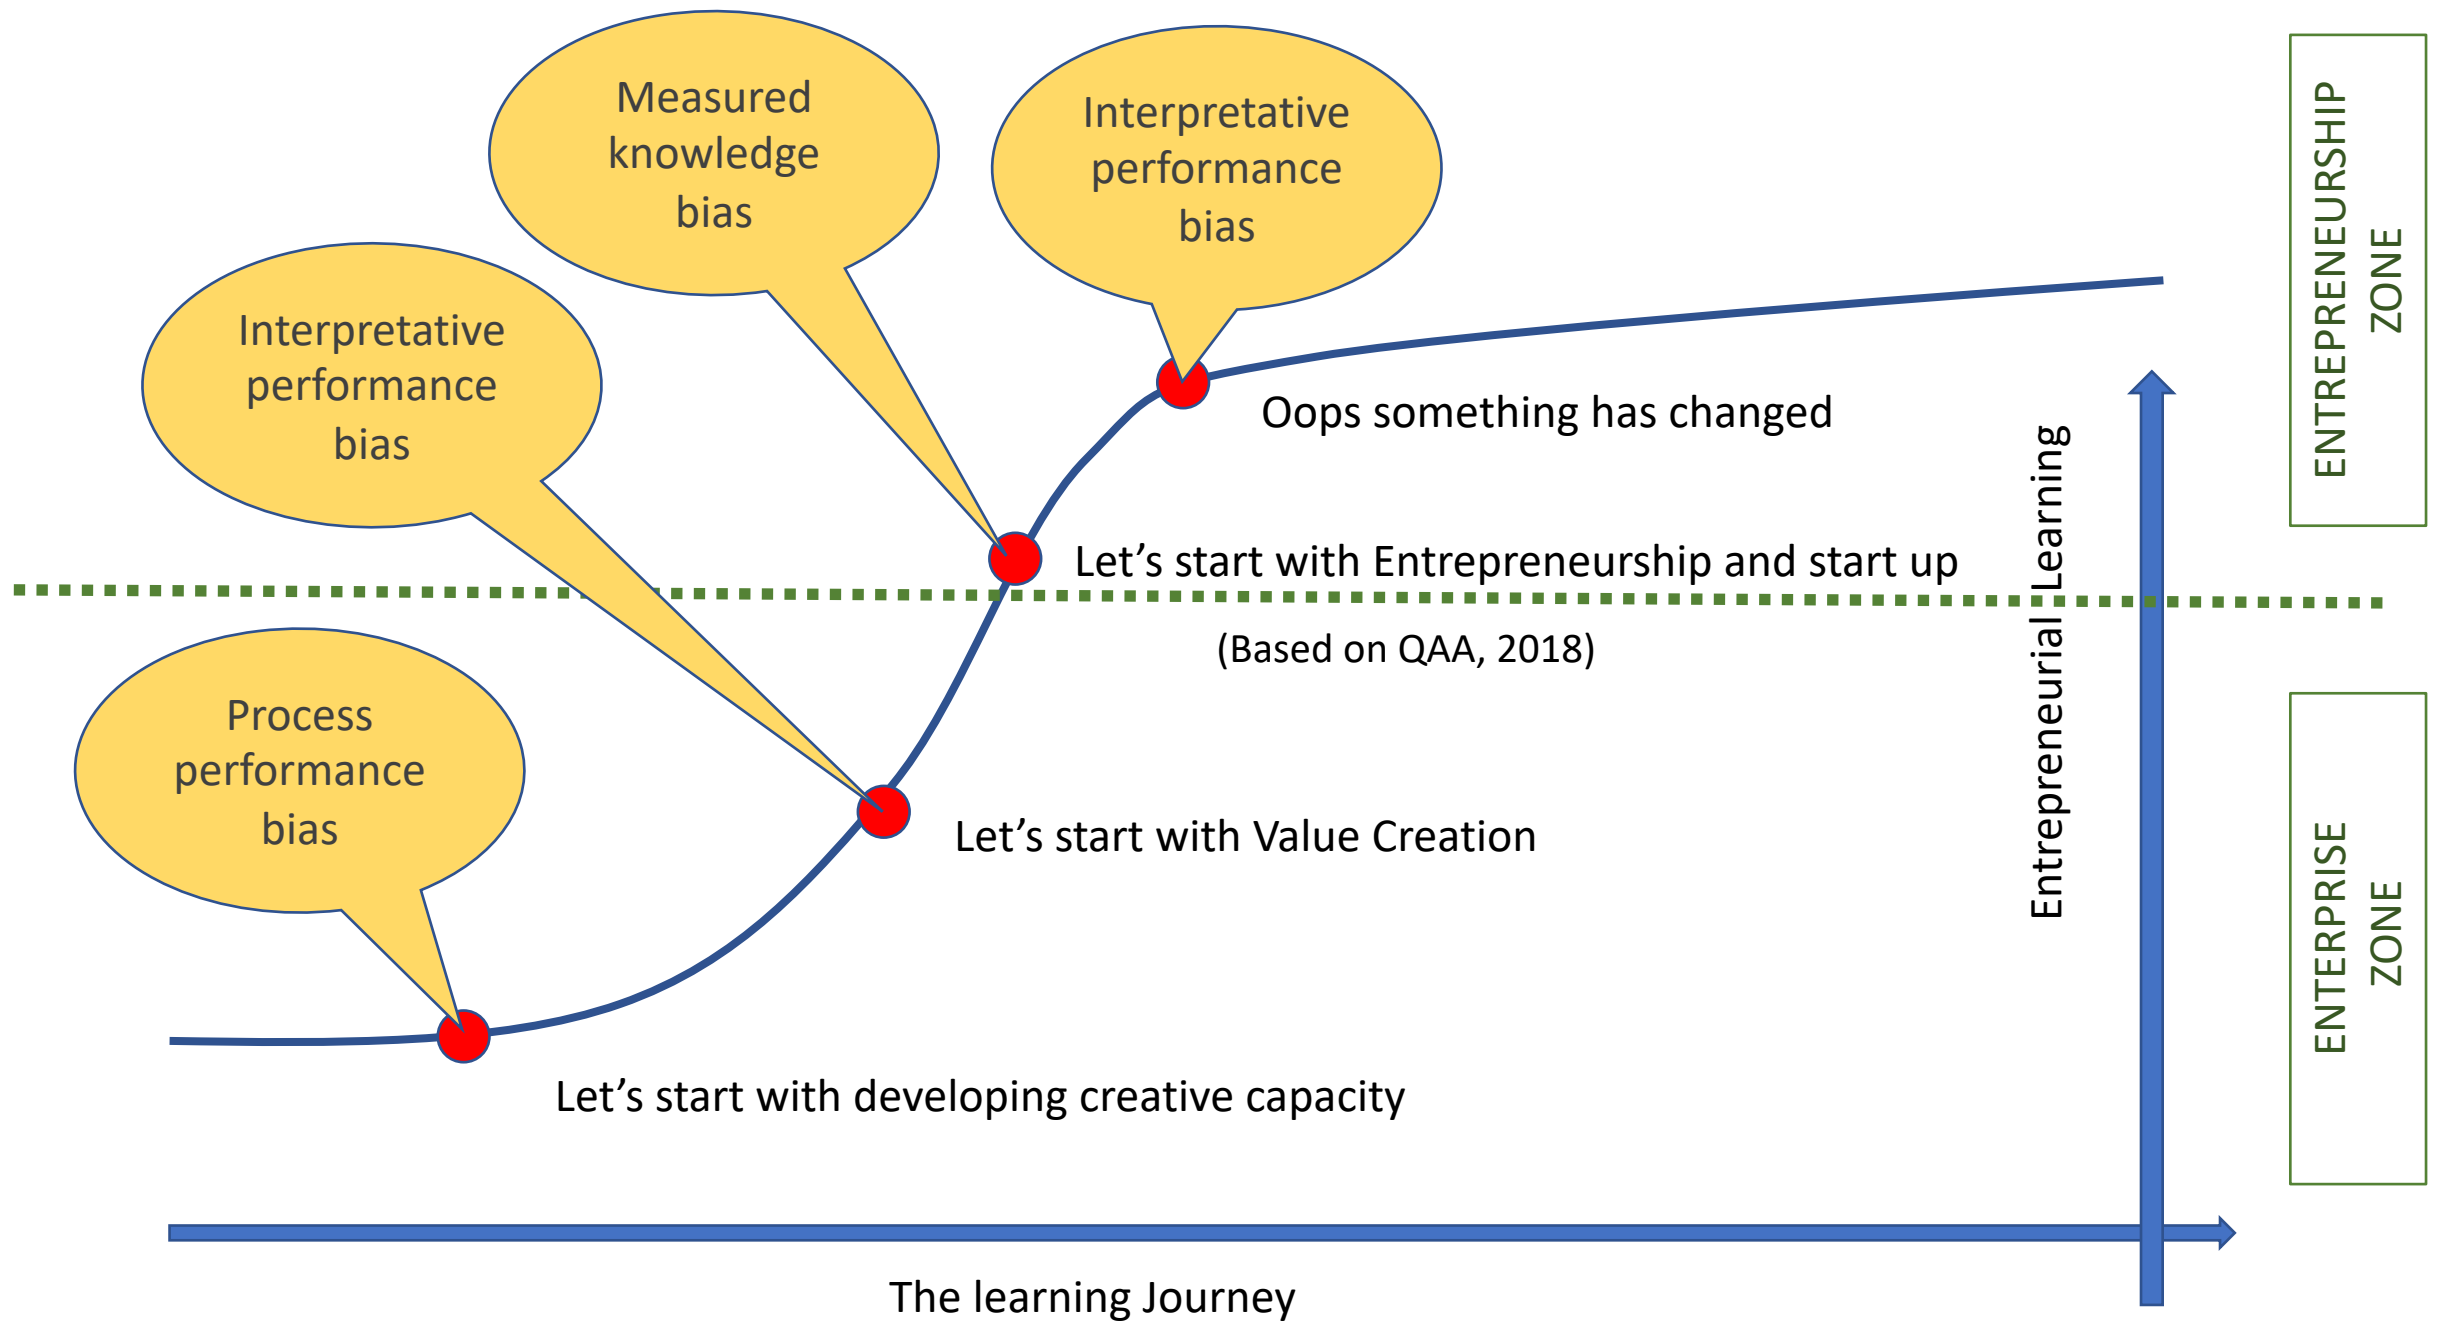 Measured
knowledge
bias
Interpretative
performance
bias
Interpretative
performance
bias
Process
performance
bias
Oops something has changed
Let’s start with Entrepreneurship and start up
(Based on QAA, 2018)
Let’s start with Value Creation
Let’s start with developing creative capacity
The learning Journey
Entrepreneurial Learning
ENTREPRENEURSHIP
ZONE
ENTERPRISE
ZONE